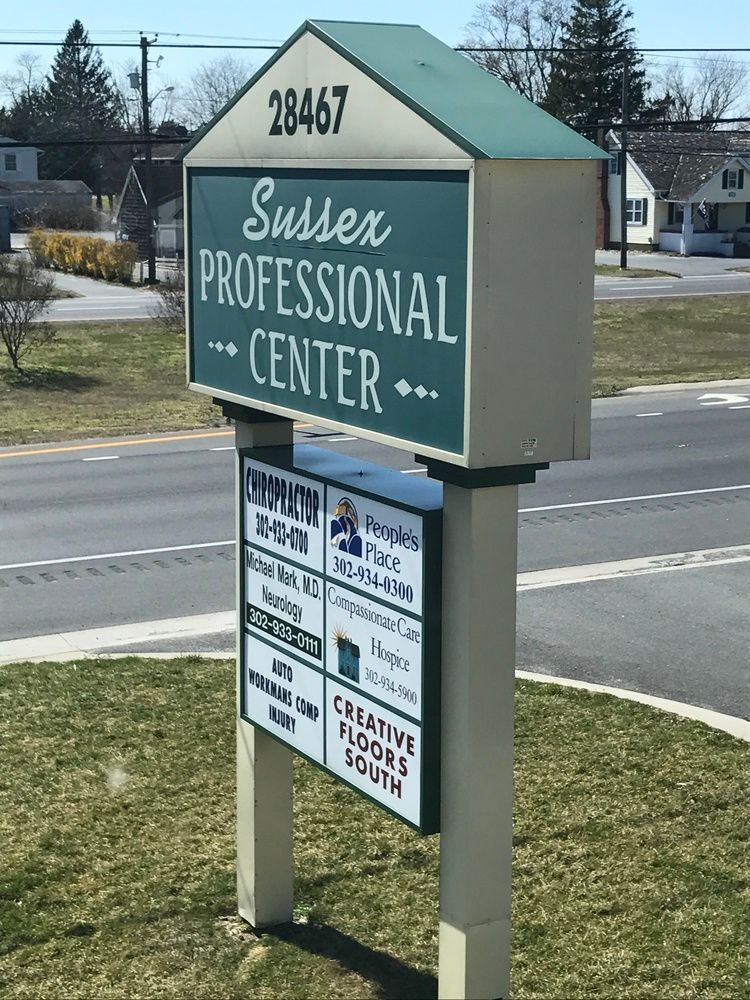 28467
Sussex
PROFESSIONAL
CENTER
CHIROPRACTOR
302-933-0700
People's
Place
302-934-0300
Michael Mark, M.D.
Neurology
302-933-0111
Compassionate Care
Hospice
302-934-5900
AUTO
WORKMANS COMP
INJURY
CREATIVE
FLOORS
SOUTH